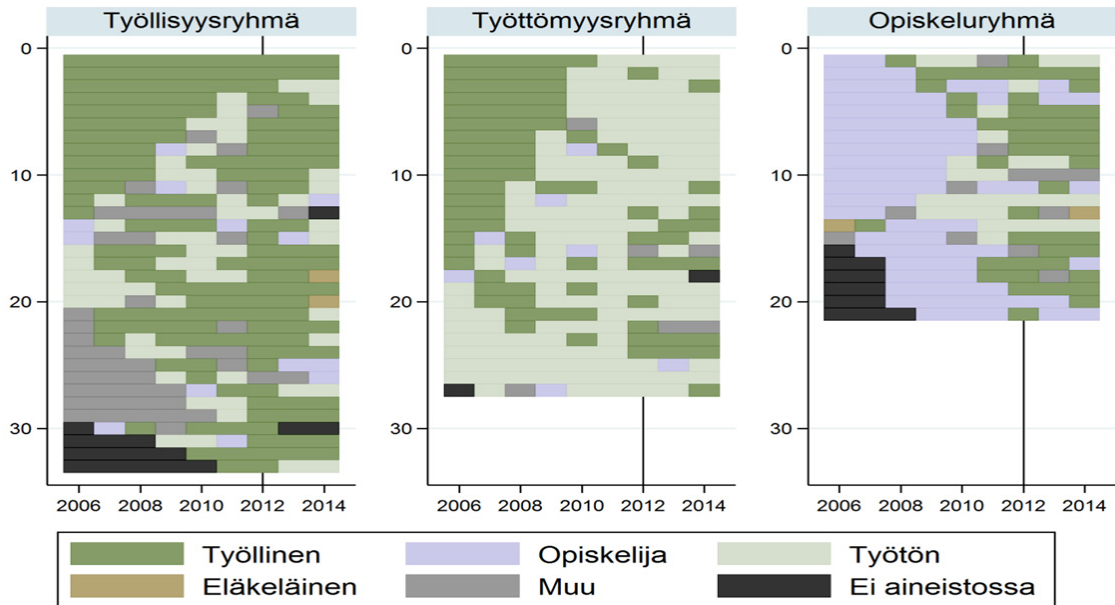 Työllisyysryhmä Työttömyysryhmä Opiskeluryhmä
0 0 0
10 10 10
20 20 20
30 30 30
2006 2008 2010 2012 2014 2006 2008 2010 2012 2014 2006 2008 2010 2012 2014
Työllinen Opiskelija Työtön
Eläkeläinen Muu Ei aineistossa